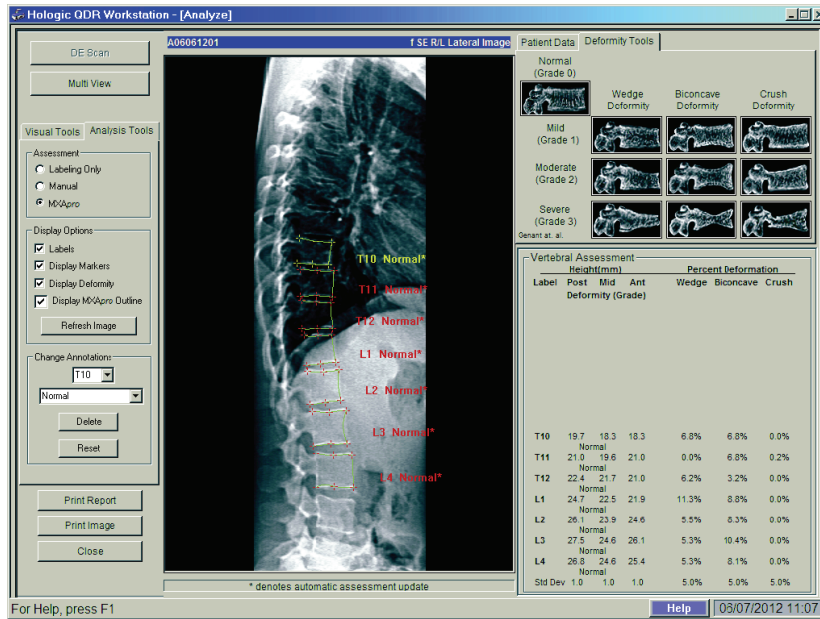 Hologic QDR Workstation - [Analyze]
DE Scan
Multi View
Visual Tools Analysis Tools
Assessment
Labeling Only
Manual
MXApro
Display Options
Labels
Display Markers
Display Deformity
Display MXApro Outline
Refresh Image
Change Annotations
T10
Normal
Delete
Reset
Print Report
Print Image
Close
A06061201 f SE R/L Lateral Image
T10 Normal*
T11 Normal*
T12 Normal*
L1 Normal*
L2 Normal*
L3 Normal*
L4 Normal*
* denotes automatic assessment update
Patient Data Deformity Tools
Normal
(Grade 0)
Wedge Deformity Biconcave Deformity Crush Deformity
Mild
(Grade 1)
Moderate
(Grade 2)
Severe
(Grade 3)
Genant at. al.
Vertebral Assessment
Height(mm) Percent Deformation
Label Post Mid Ant Wedge Biconcave Crush
Deformity (Grade)
T10 19.7 18.3 18.3 6.8% 6.8% 0.0%
Normal
T11 21.0 19.6 21.0 0.0% 6.8% 0.2%
Normal
T12 22.4 21.7 21.0 6.2% 3.2% 0.0%
Normal
L1 24.7 22.5 21.9 11.3% 8.8% 0.0%
Normal
L2 26.1 23.9 24.6 5.5% 8.3% 0.0%
Normal
L3 27.5 24.6 26.1 5.3% 10.4% 0.0%
Normal
L4 26.8 24.6 25.4 5.3% 8.1% 0.0%
Normal
Std Dev 1.0 1.0 1.0 5.0% 5.0% 5.0%
For Help, press F1
Help 06/07/2012 11:07